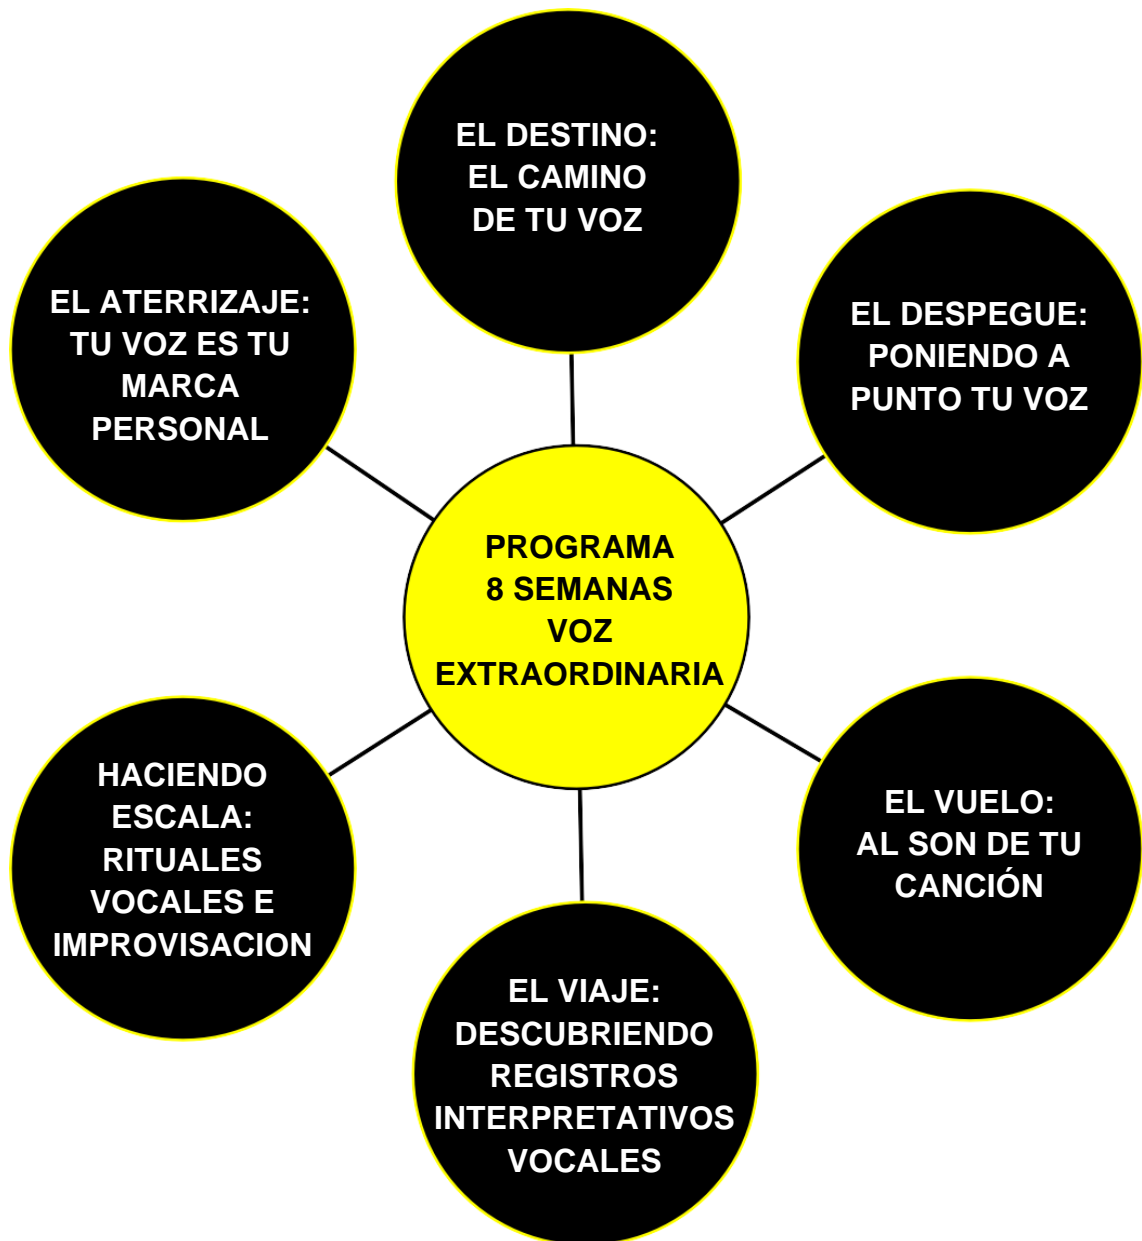 EL DESTINO:
EL CAMINO
DE TU VOZ
EL DESPEGUE:
PONIENDO A
PUNTO TU VOZ
EL VUELO:
AL SON DE TU
CANCIÓN
EL VIAJE:
DESCUBRIENDO
REGISTROS
INTERPRETATIVOS
VOCALES
HACIENDO
ESCALA:
RITUALES
VOCALES E
IMPROVISACION
EL ATERRIZAJE:
TU VOZ ES TU
MARCA
PERSONAL
PROGRAMA
8 SEMANAS
VOZ
EXTRAORDINARIA